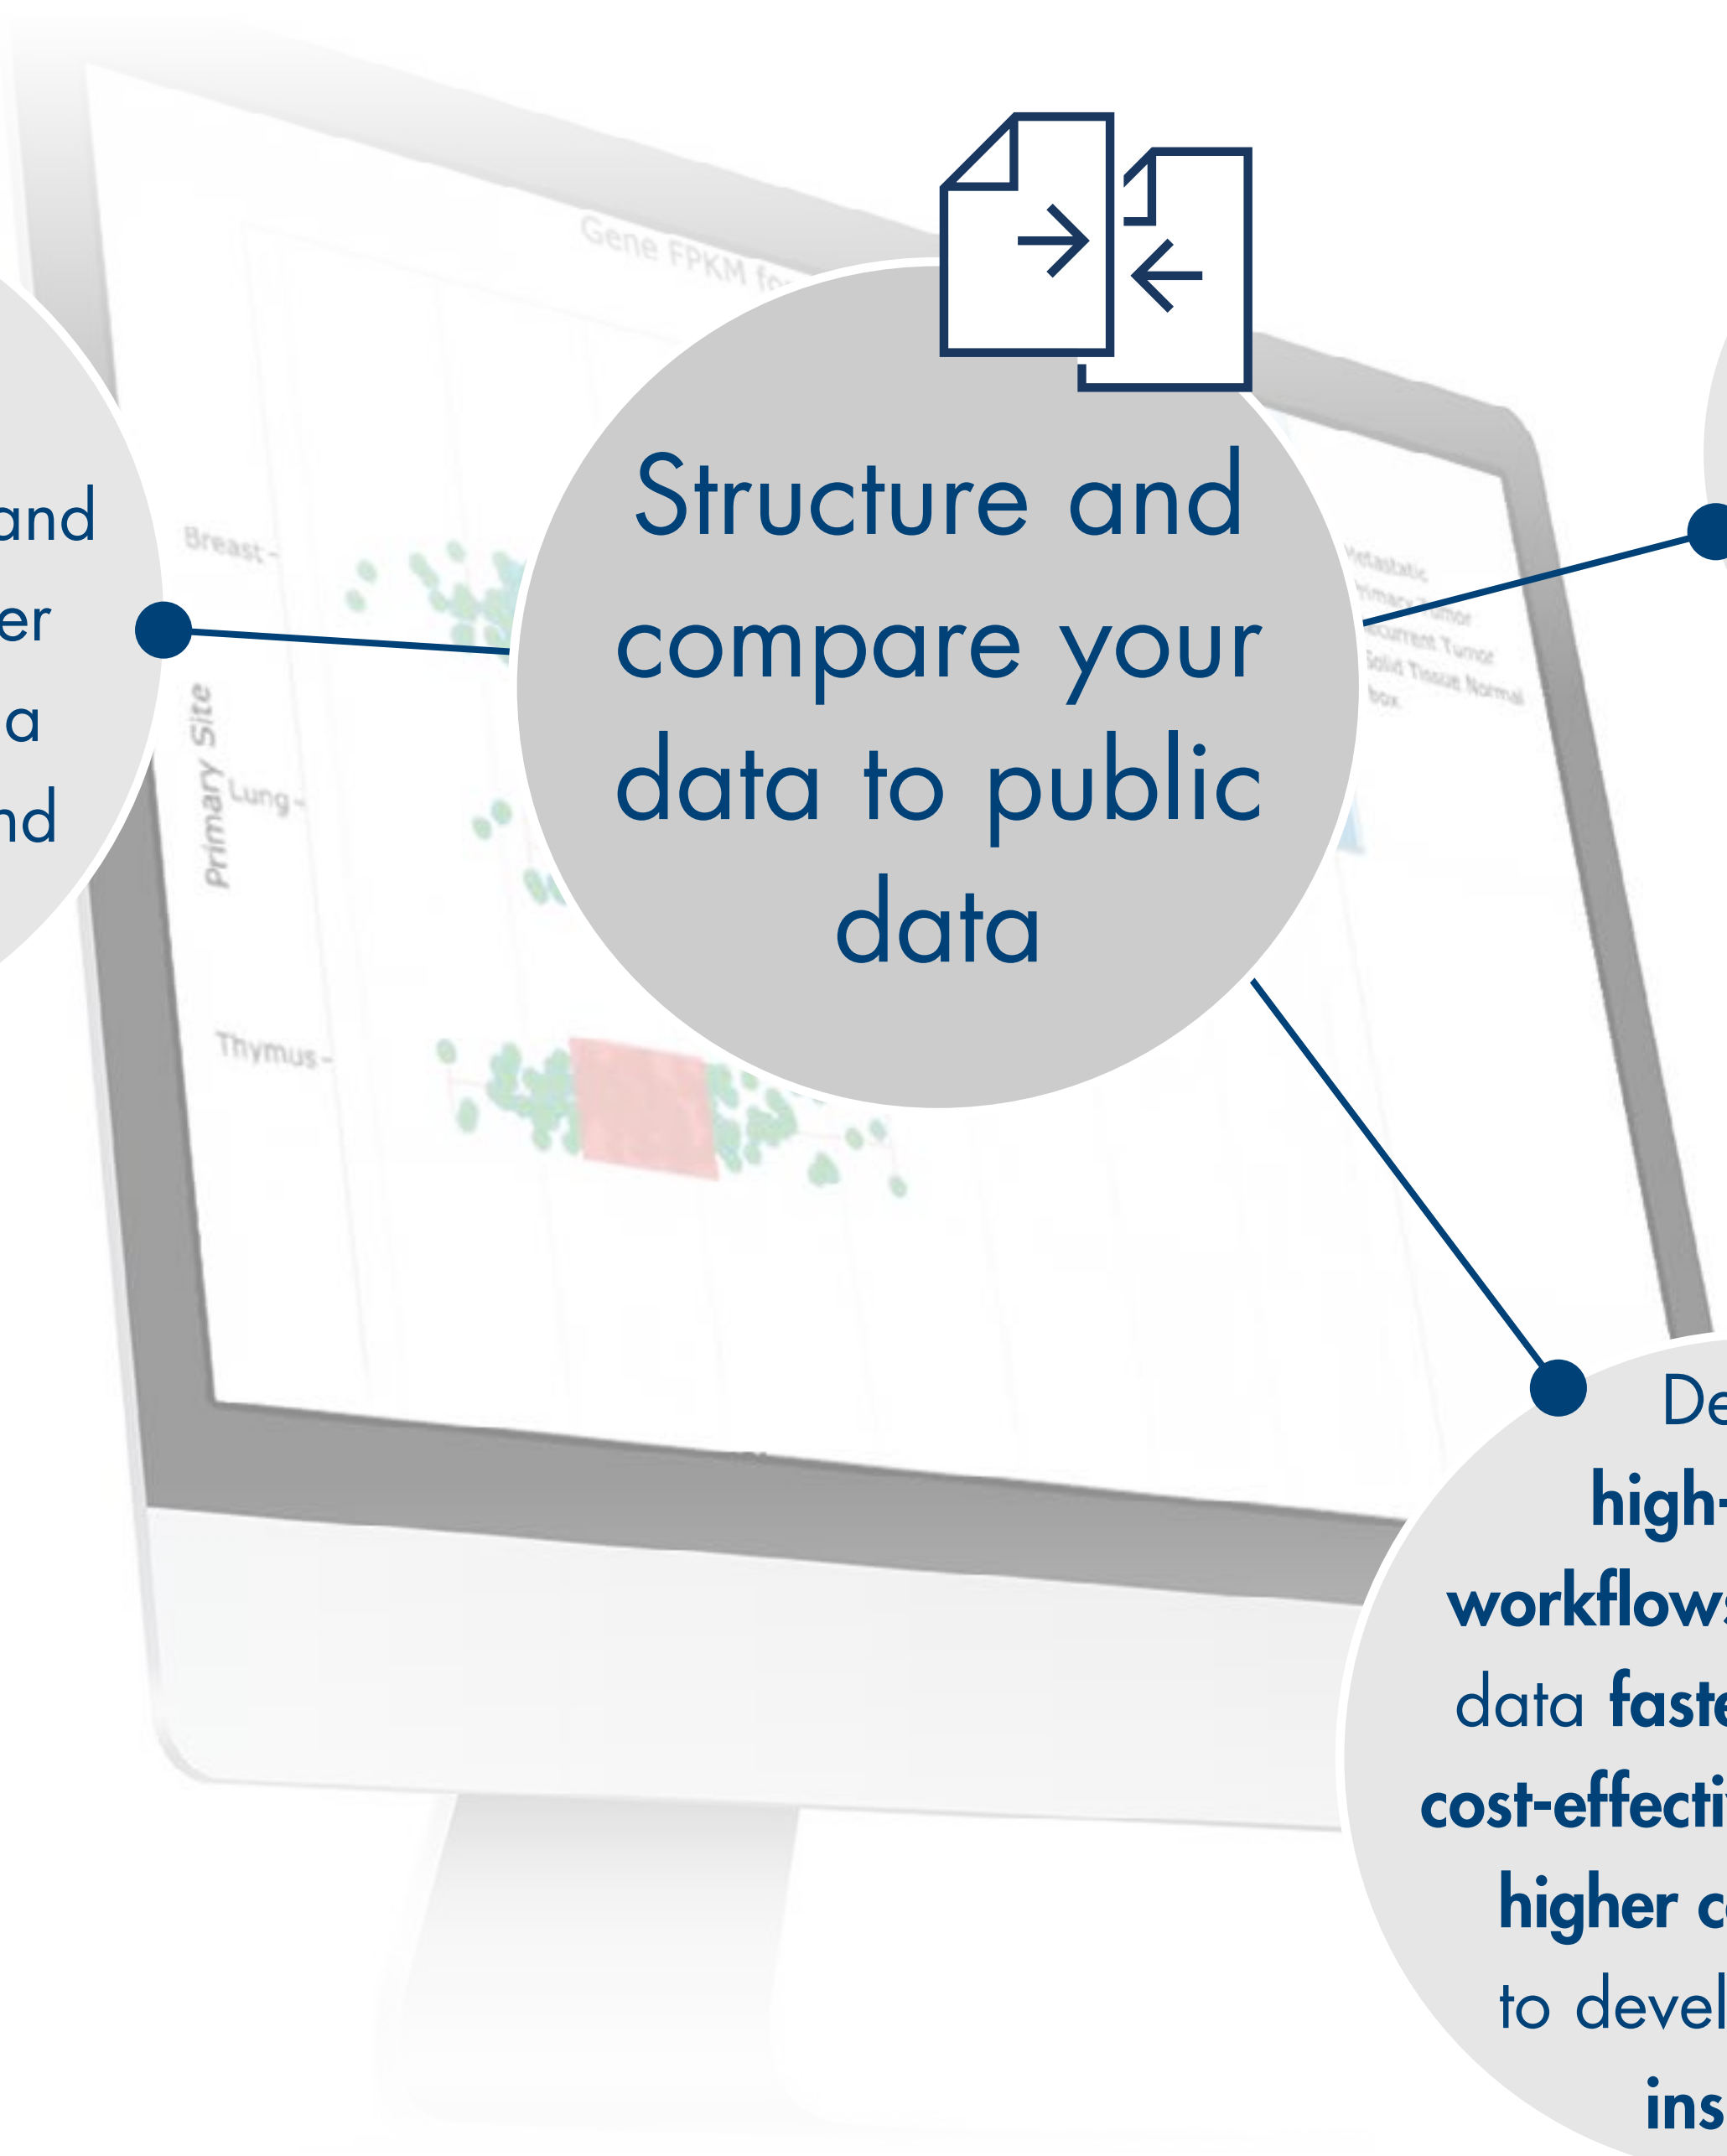 Gene FPKM for
Structure and
compare your
data to public
data
and
er
a
nd
Breast
Lung
Thymus
Primary Site
Metastatic
Primary Tumor
Recurrent Tumor
Solid Tissue Normal
box.
De
high-
workflows
data faste
cost-effecti
higher c
to devel
ins